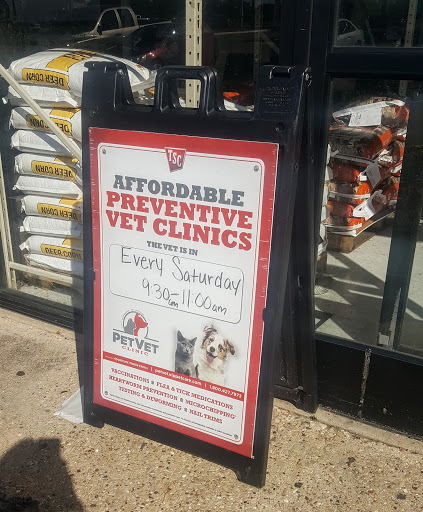 TSC
AFFORDABLE
PREVENTIVE
VET CLINICS
THE VET IS IN
Every Saturday
9:30am-11:00am
PETVET
CLINIC
VACCINATIONS FLEA & TICK MEDICATIONS
HEARTWORM PREVENTION MICROCHIPPING
TESTING & DEWORMING NAIL TRIMS
DEER CORN
DEER CORN
DEER CORN
DEER CORN
DEER CORN